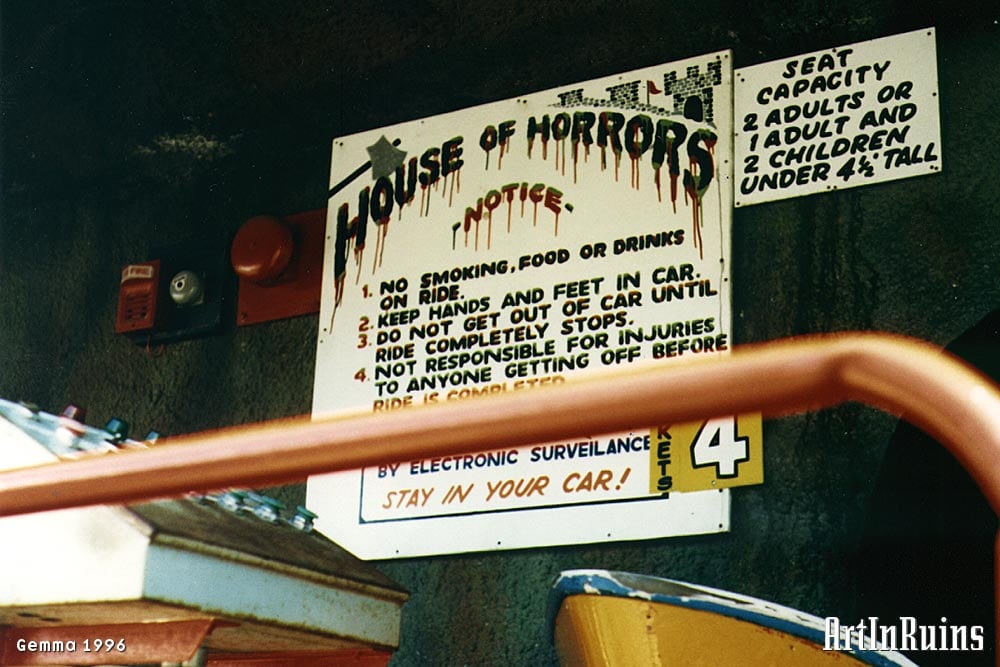 SEAT
CAPACITY
2 ADULTS OR
1 ADULT AND
2 CHILDREN
UNDER 4½' TALL
HOUSE OF HORRORS
-NOTICE-
1. NO SMOKING, FOOD OR DRINKS
ON RIDE.
2. KEEP HANDS AND FEET IN CAR.
3. DO NOT GET OUT OF CAR UNTIL
RIDE COMPLETELY STOPS.
4. NOT RESPONSIBLE FOR INJURIES
TO ANYONE GETTING OFF BEFORE
RIDE IS COMPLETED
BY ELECTRONIC SURVEILANCE
STAY IN YOUR CAR!
KETS
4
FIRE
Gemma 1996
ArtInRuins